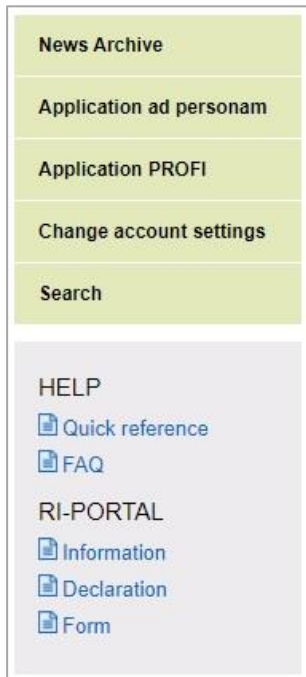 News Archive
Application ad personam
Application PROFI
Change account settings
Search
HELP
Quick reference
FAQ
RI-PORTAL
Information
Declaration
Form